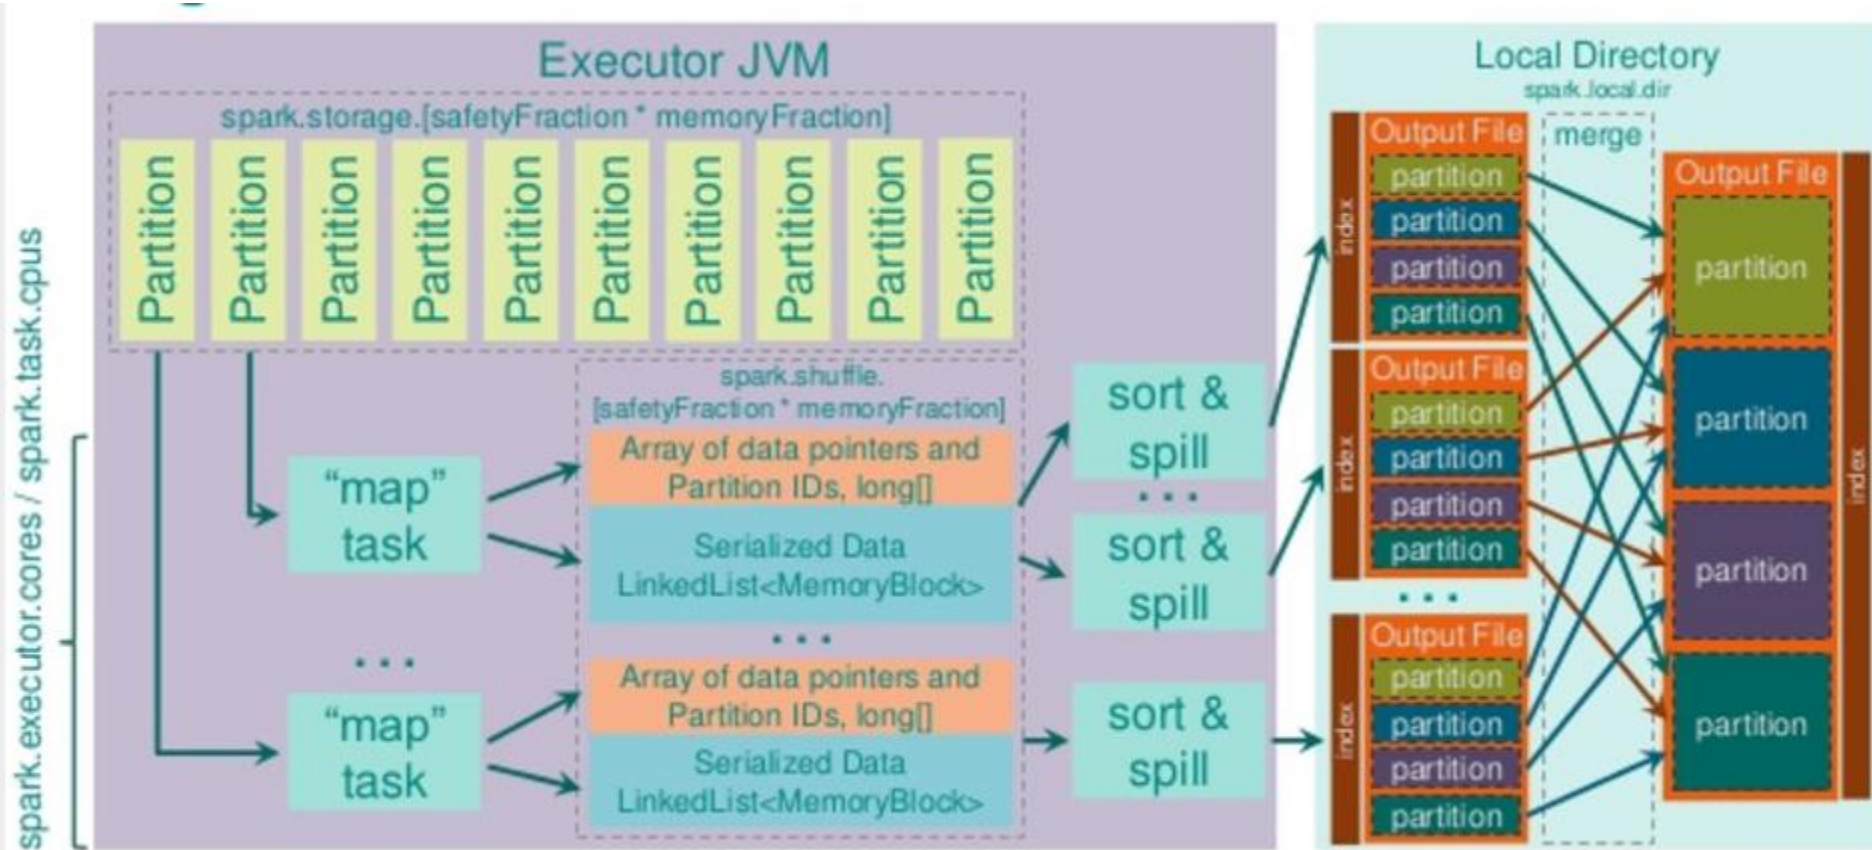 Executor JVM
spark.storage.[safetyFraction * memoryFraction]
Partition
Partition
Partition
Partition
Partition
Partition
Partition
Partition
Partition
Partition
spark.executor.cores / spark.task.cpus
"map"
task
...
"map"
task
spark.shuffle.
[safetyFraction * memoryFraction]
Array of data pointers and
Partition IDs, long[]
Serialized Data
LinkedList<MemoryBlock>
...
Array of data pointers and
Partition IDs, long[]
Serialized Data
LinkedList<MemoryBlock>
sort &
spill
...
sort &
spill
sort &
spill
Local Directory
spark.local.dir
index
Output File
partition
partition
partition
partition
index
Output File
partition
partition
partition
partition
...
index
Output File
partition
partition
partition
partition
merge
Output File
partition
partition
partition
partition
index